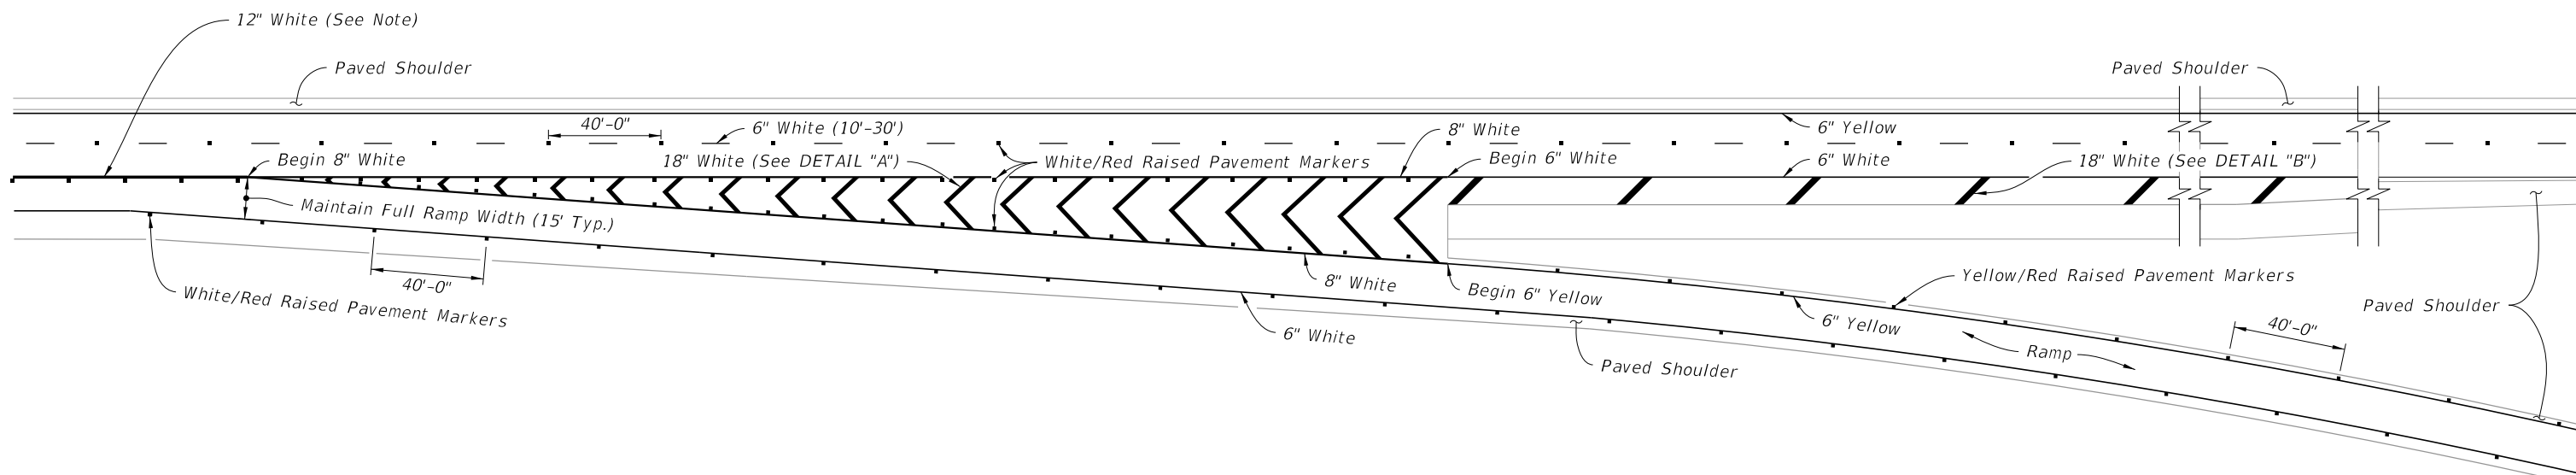 12" White (See Note)
Paved Shoulder
Paved Shoulder
40'-0"
6" White (10'-30')
8" White
6" Yellow
Begin 8" White
18" White (See DETAIL "A")
White/Red Raised Pavement Markers
Begin 6" White
6" White
18" White (See DETAIL "B")
Maintain Full Ramp Width (15' Typ.)
40'-0"
White/Red Raised Pavement Markers
8" White
Begin 6" Yellow
Yellow/Red Raised Pavement Markers
6" White
6" Yellow
Paved Shoulder
40'-0"
Ramp
Paved Shoulder